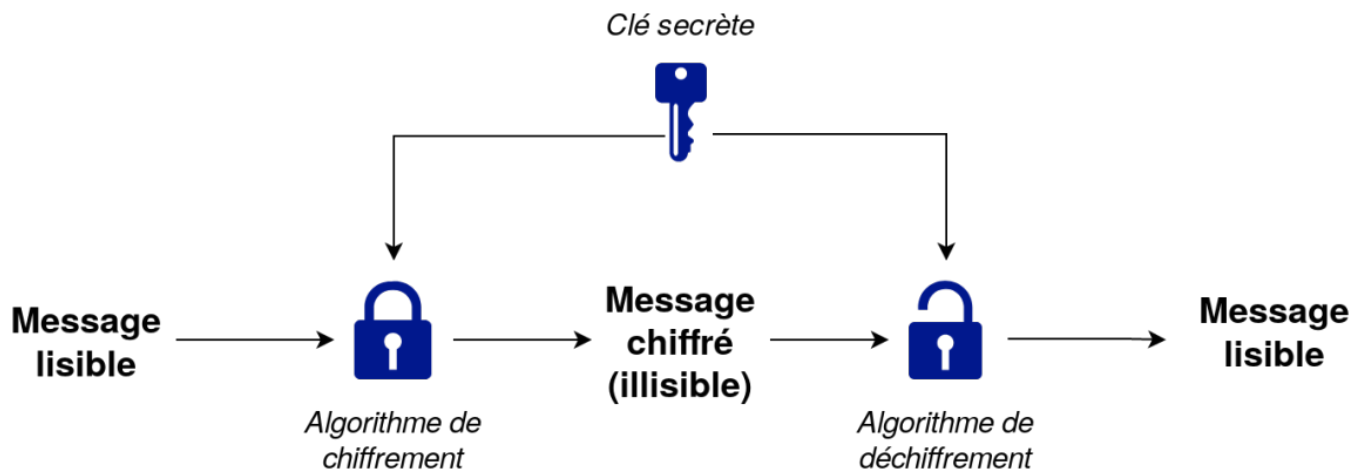 Clé secrète
Message
lisible
Message
chiffré
(illisible)
Message
lisible
Algorithme de
chiffrement
Algorithme de
déchiffrement